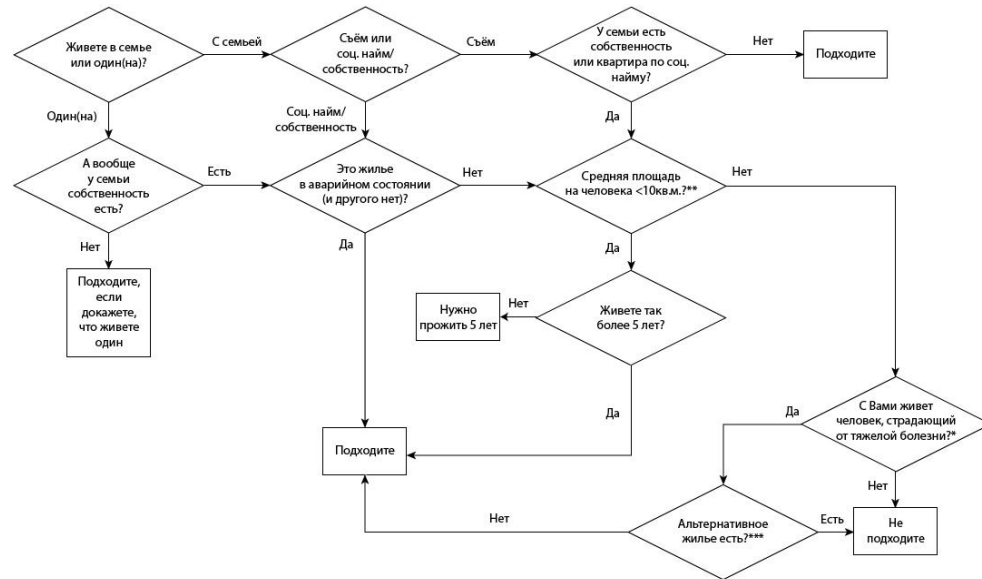 Живете в семье
или один(на)?
С семьей
Съём или
соц. найм/
собственность?
Съём
У семьи есть
собственность
или квартира по соц.
найму?
Нет
Подходите
Один(на)
Соц. найм/
собственность
Да
А вообще
у семьи
собственность
есть?
Есть
Это жилье
в аварийном состоянии
(и другого нет)?
Нет
Средняя площадь
на человека <10кв.м.?**
Нет
Нет
Да
Да
Подходите,
если
докажете,
что живете
один
Нужно
прожить 5 лет
Нет
Живете так
более 5 лет?
Да
Да
С Вами живет
человек, страдающий
от тяжелой болезни?*
Подходите
Нет
Нет
Альтернативное
жилье есть?***
Есть
Не
подходите